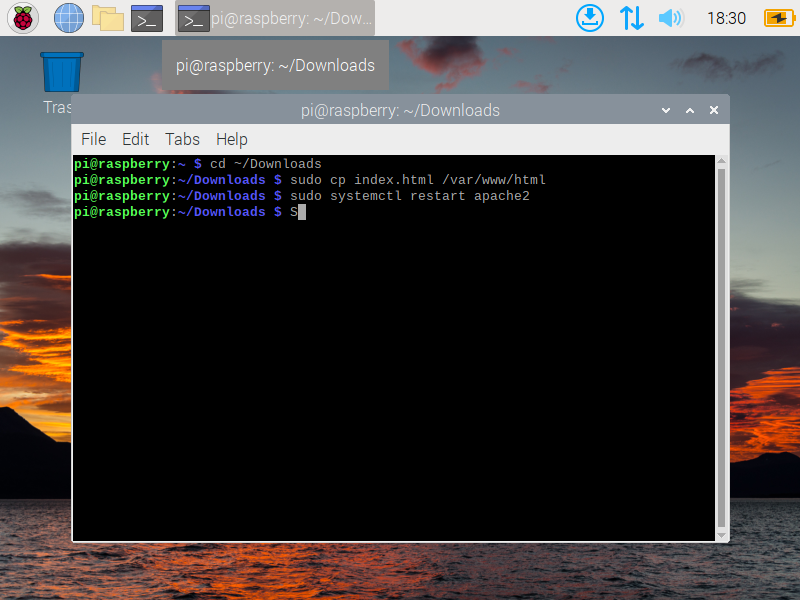 pi@raspberry: ~/Dow...
18:30
pi@raspberry: ~/Downloads
Tras
pi@raspberry: ~/Downloads
File Edit Tabs Help
pi@raspberry:~ $ cd ~/Downloads
pi@raspberry:~/Downloads $ sudo cp index.html /var/www/html
pi@raspberry:~/Downloads $ sudo systemctl restart apache2
pi@raspberry:~/Downloads $ S